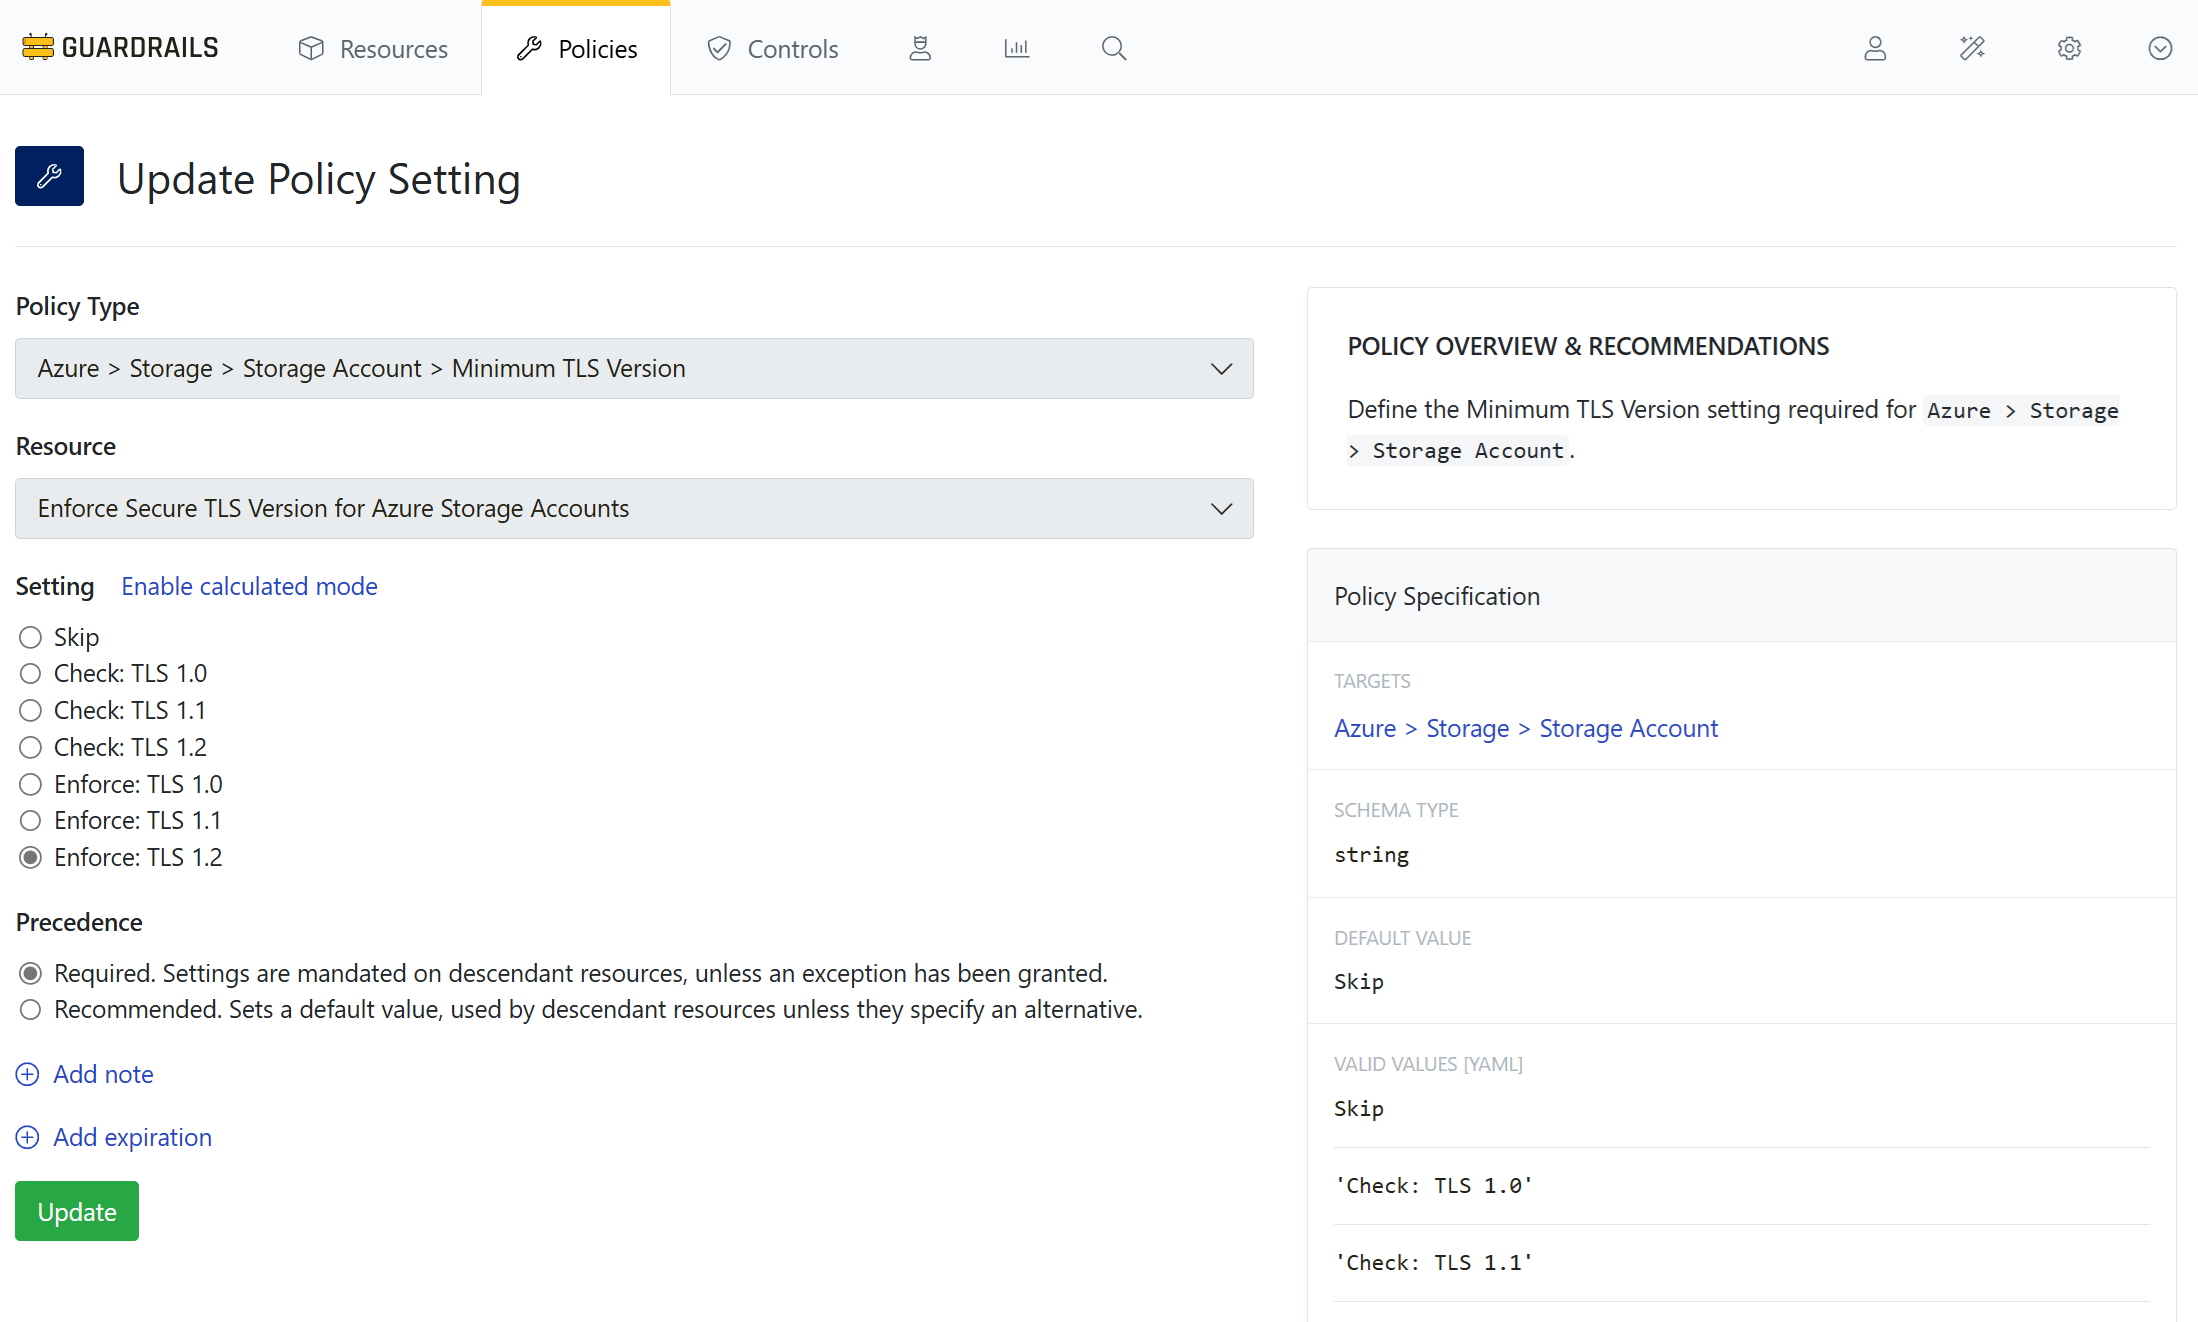 GUARDRAILS
Resources
Policies
Controls
Update Policy Setting
Policy Type
Azure > Storage > Storage Account > Minimum TLS Version
Resource
Enforce Secure TLS Version for Azure Storage Accounts
Setting Enable calculated mode
Skip
Check: TLS 1.0
Check: TLS 1.1
Check: TLS 1.2
Enforce: TLS 1.0
Enforce: TLS 1.1
Enforce: TLS 1.2
Precedence
Required. Settings are mandated on descendant resources, unless an exception has been granted.
Recommended. Sets a default value, used by descendant resources unless they specify an alternative.
Add note
Add expiration
Update
POLICY OVERVIEW & RECOMMENDATIONS
Define the Minimum TLS Version setting required for Azure > Storage
> Storage Account.
Policy Specification
TARGETS
Azure > Storage > Storage Account
SCHEMA TYPE
string
DEFAULT VALUE
Skip
VALID VALUES [YAML]
Skip
'Check: TLS 1.0'
'Check: TLS 1.1'